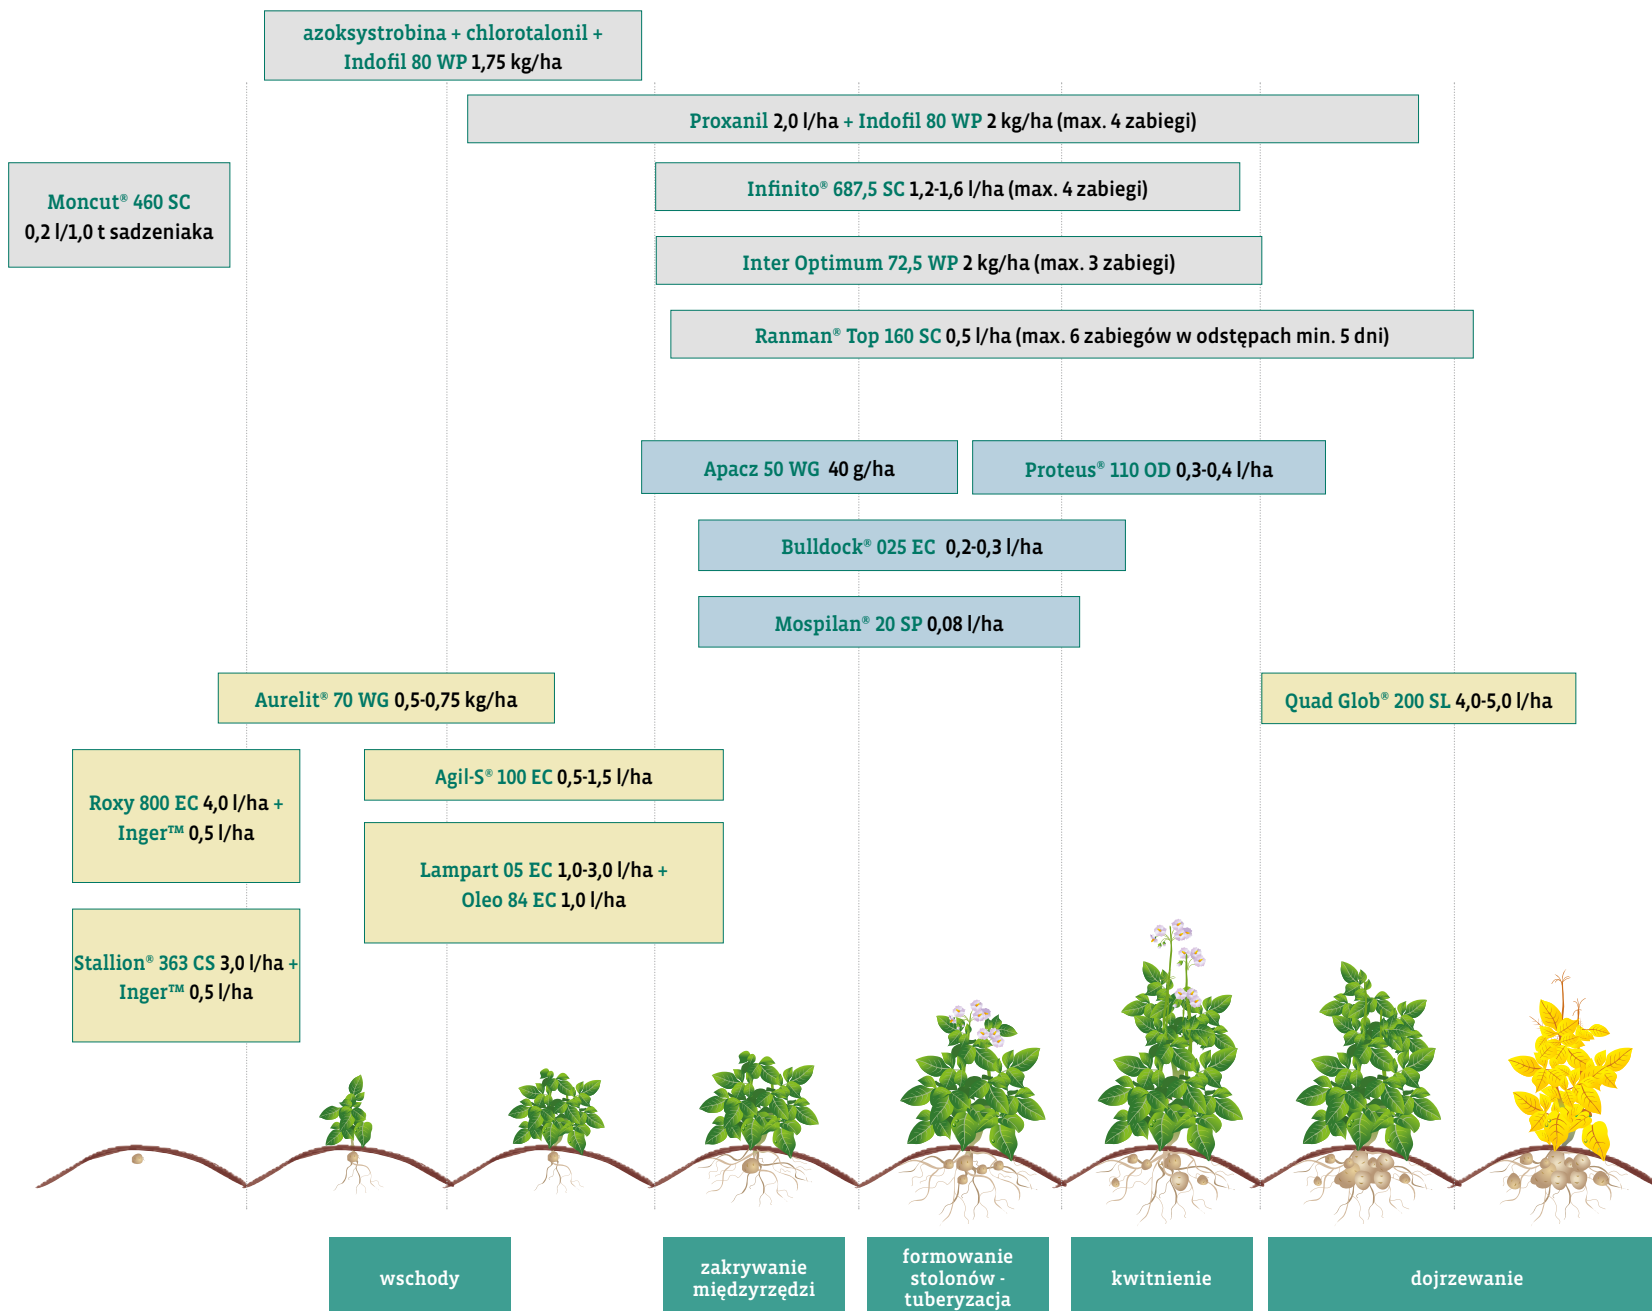 azoksystrobina + chlorotalonil +
Indofil 80 WP 1,75 kg/ha
Proxanil 2,0 l/ha + Indofil 80 WP 2 kg/ha (max. 4 zabiegi)
Moncut® 460 SC
0,2 l/1,0 t sadzeniaka
Infinito® 687,5 SC 1,2-1,6 l/ha (max. 4 zabiegi)
Inter Optimum 72,5 WP 2 kg/ha (max. 3 zabiegi)
Ranman® Top 160 SC 0,5 l/ha (max. 6 zabiegów w odstępach min. 5 dni)
Apacz 50 WG 40 g/ha
Proteus® 110 OD 0,3-0,4 l/ha
Bulldock® 025 EC 0,2-0,3 l/ha
Mospilan® 20 SP 0,08 l/ha
Aurelit® 70 WG 0,5-0,75 kg/ha
Quad Glob® 200 SL 4,0-5,0 l/ha
Roxy 800 EC 4,0 l/ha +
Inger™ 0,5 l/ha
Agil-S® 100 EC 0,5-1,5 l/ha
Lampart 05 EC 1,0-3,0 l/ha +
Oleo 84 EC 1,0 l/ha
Stallion® 363 CS 3,0 l/ha +
Inger™ 0,5 l/ha
wschody
zakrywanie
międzyrzędzi
formowanie
stolonów -
tuberyzacja
kwitnienie
dojrzewanie